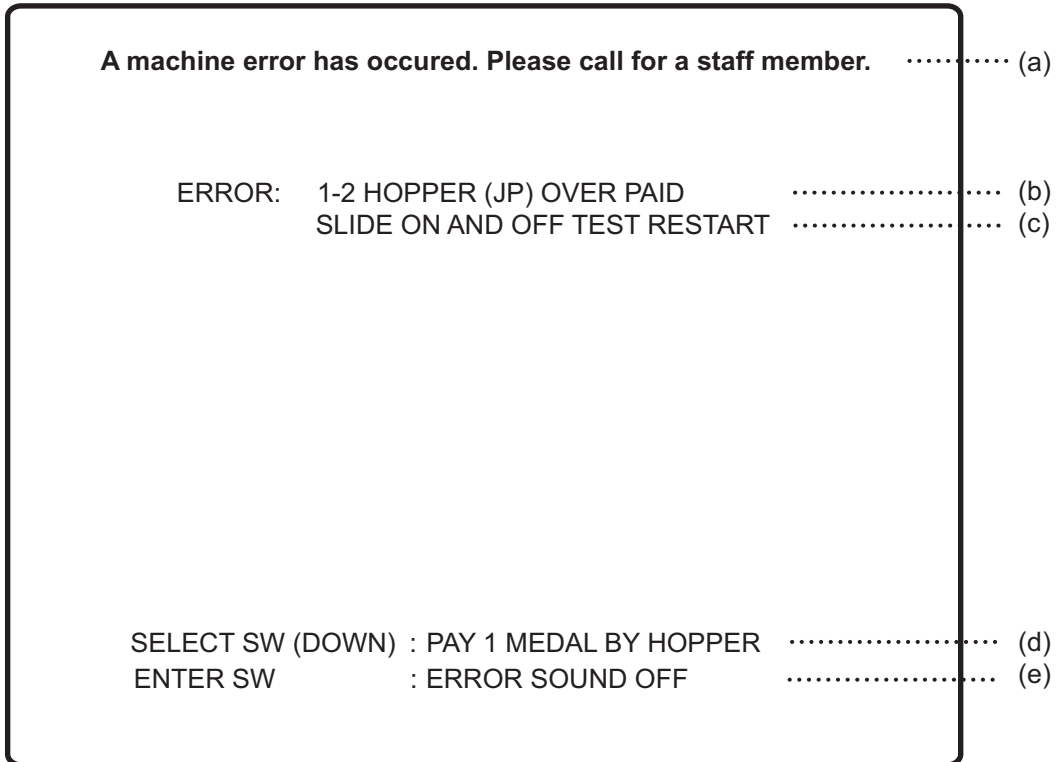 A machine error has occured. Please call for a staff member. ........... (a)
ERROR: 1-2 HOPPER (JP) OVER PAID ...................... (b)
SLIDE ON AND OFF TEST RESTART ...................... (c)
SELECT SW (DOWN) : PAY 1 MEDAL BY HOPPER ...................... (d)
ENTER SW : ERROR SOUND OFF ...................... (e)